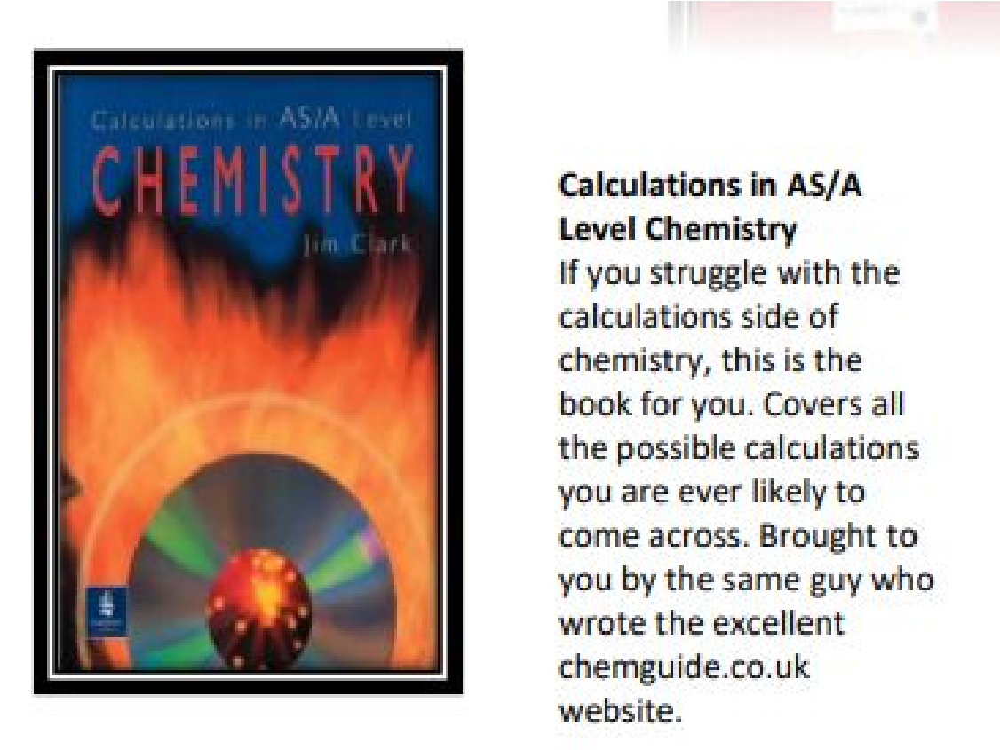 Calculations in AS/A Level
CHEMISTRY
Jim Clark
Calculations in AS/A
Level Chemistry
If you struggle with the
calculations side of
chemistry, this is the
book for you. Covers all
the possible calculations
you are ever likely to
come across. Brought to
you by the same guy who
wrote the excellent
chemguide.co.uk
website.